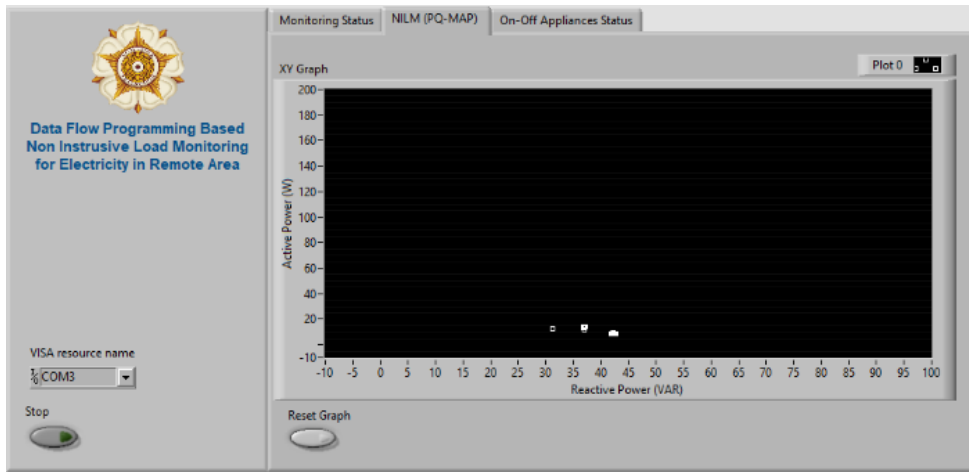 Monitoring Status NILM (PQ-MAP) On-Off Appliances Status
Data Flow Programming Based
Non Instrusive Load Monitoring
for Electricity in Remote Area
VISA resource name
COM3
Stop
XY Graph Plot 0
Active Power (W)
200
180
160
140
120
100
80
60
40
20
-10
-10 -5 0 5 10 15 20 25 30 35 40 45 50 55 60 65 70 75 80 85 90 95 100
Reactive Power (VAR)
Reset Graph